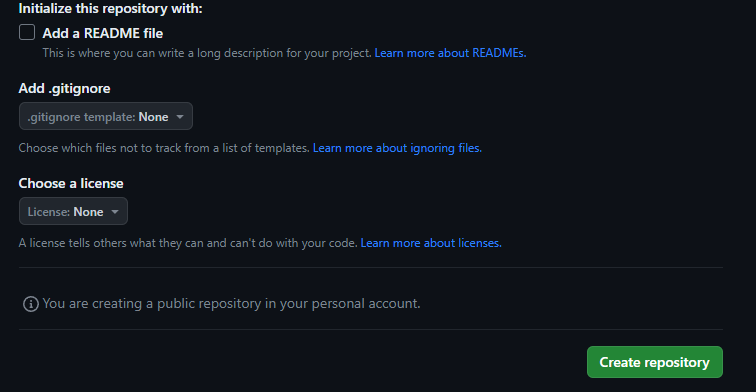 Initialize this repository with:
Add a README file
This is where you can write a long description for your project. Learn more about READMEs.
Add .gitignore
.gitignore template: None
Choose which files not to track from a list of templates. Learn more about ignoring files.
Choose a license
License: None
A license tells others what they can and can't do with your code. Learn more about licenses.
You are creating a public repository in your personal account.
Create repository